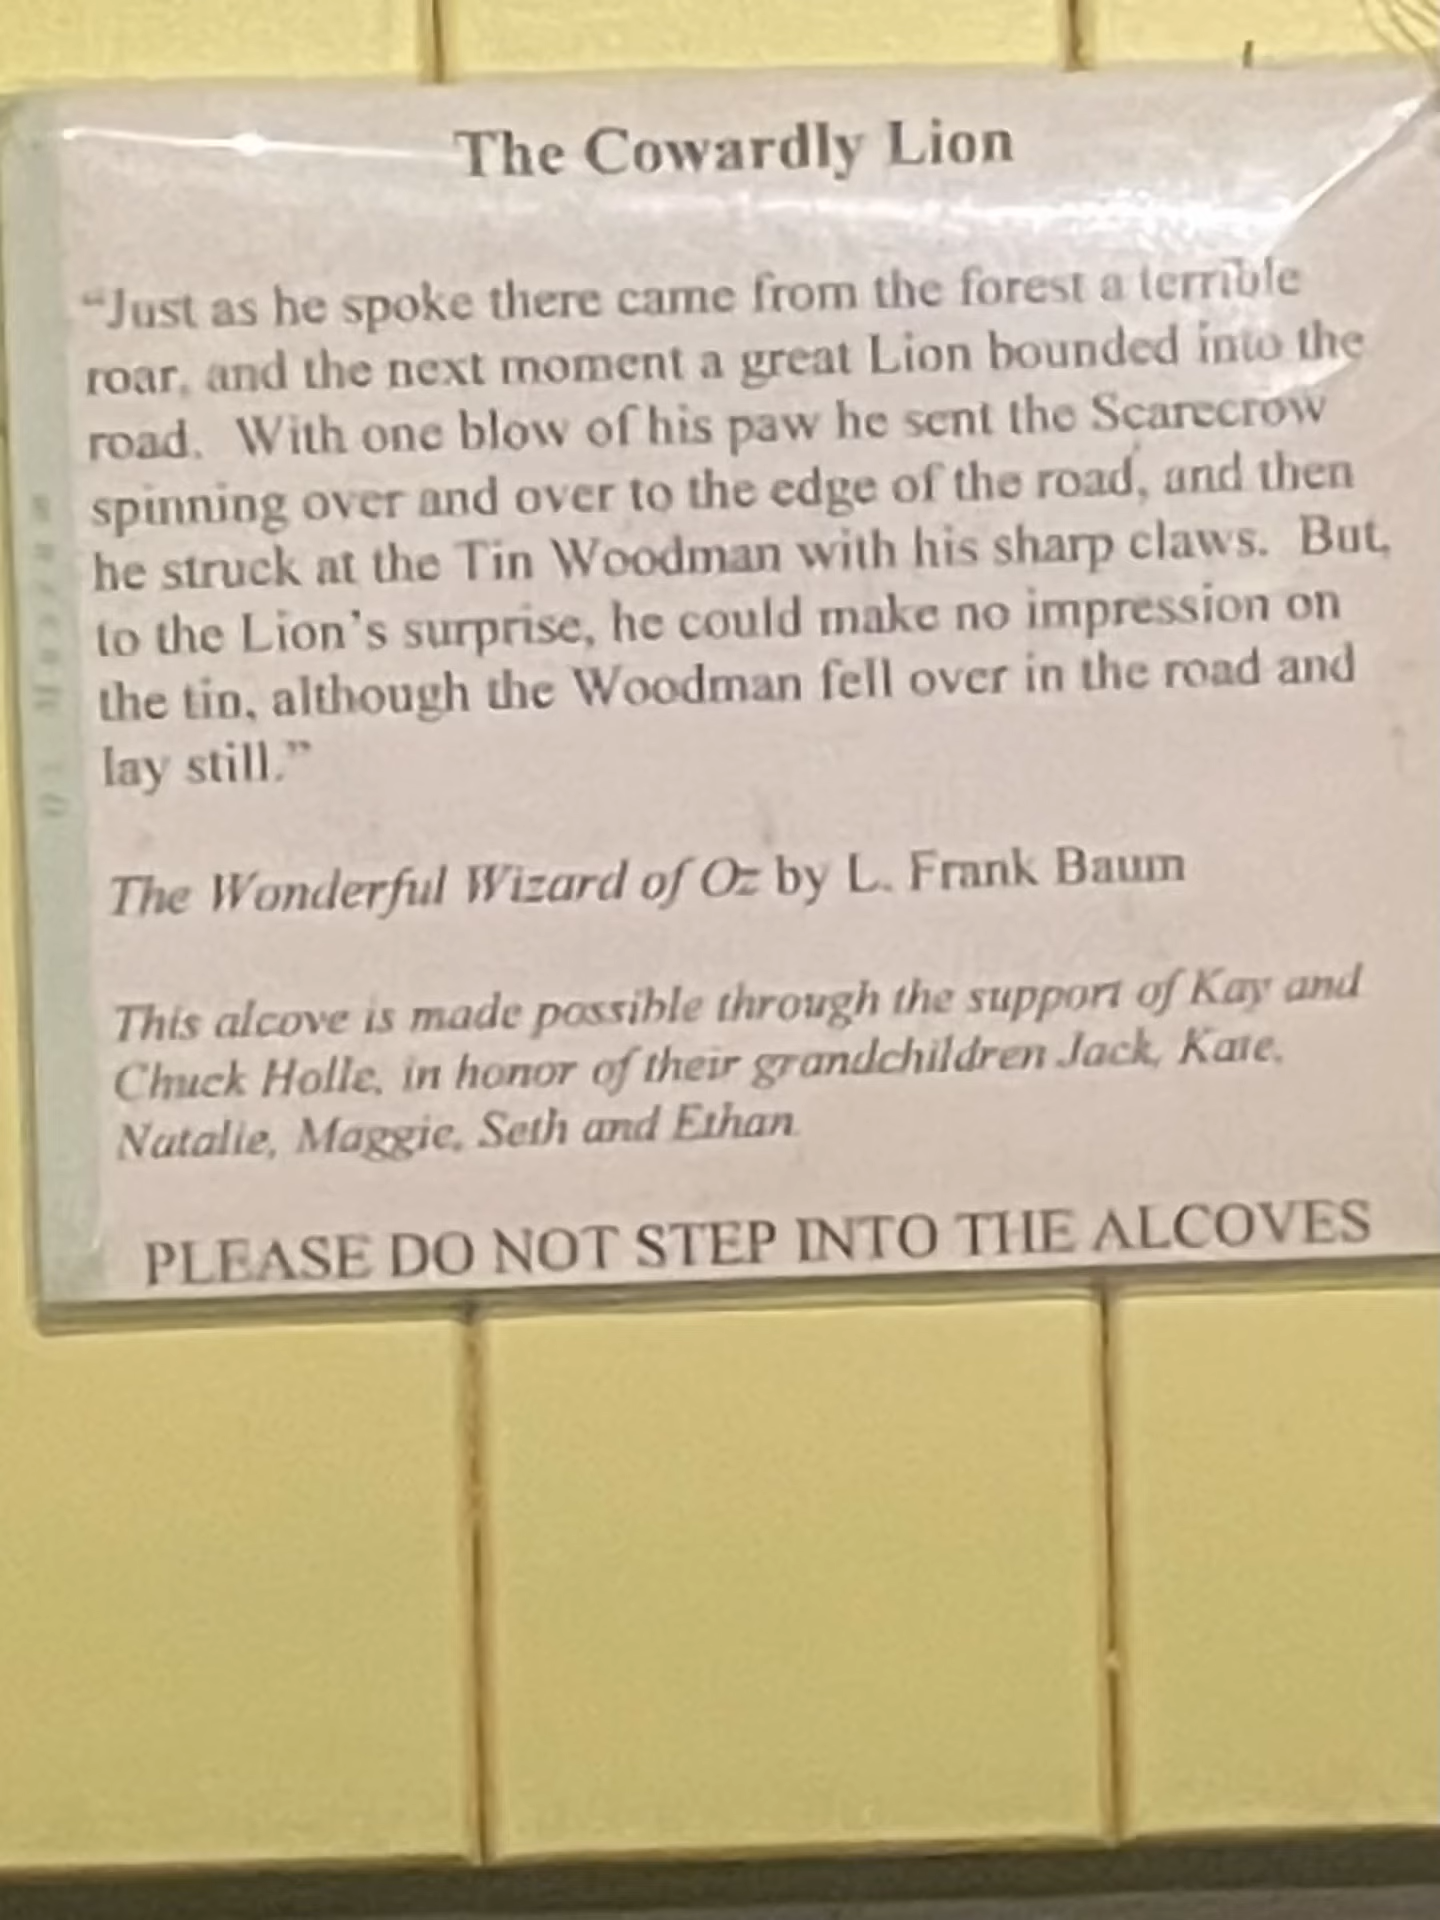 The Cowardly Lion
“Just as he spoke there came from the forest a terrible
roar, and the next moment a great Lion bounded into the
road.  With one blow of his paw he sent the Scarecrow
spinning over and over to the edge of the road, and then
he struck at the Tin Woodman with his sharp claws.  But,
to the Lion’s surprise, he could make no impression on
the tin, although the Woodman fell over in the road and
lay still.”
The Wonderful Wizard of Oz by L. Frank Baum
This alcove is made possible through the support of Kay and
Chuck Holle, in honor of their grandchildren Jack, Kate,
Natalie, Maggie, Seth and Ethan
PLEASE DO NOT STEP INTO THE ALCOVES